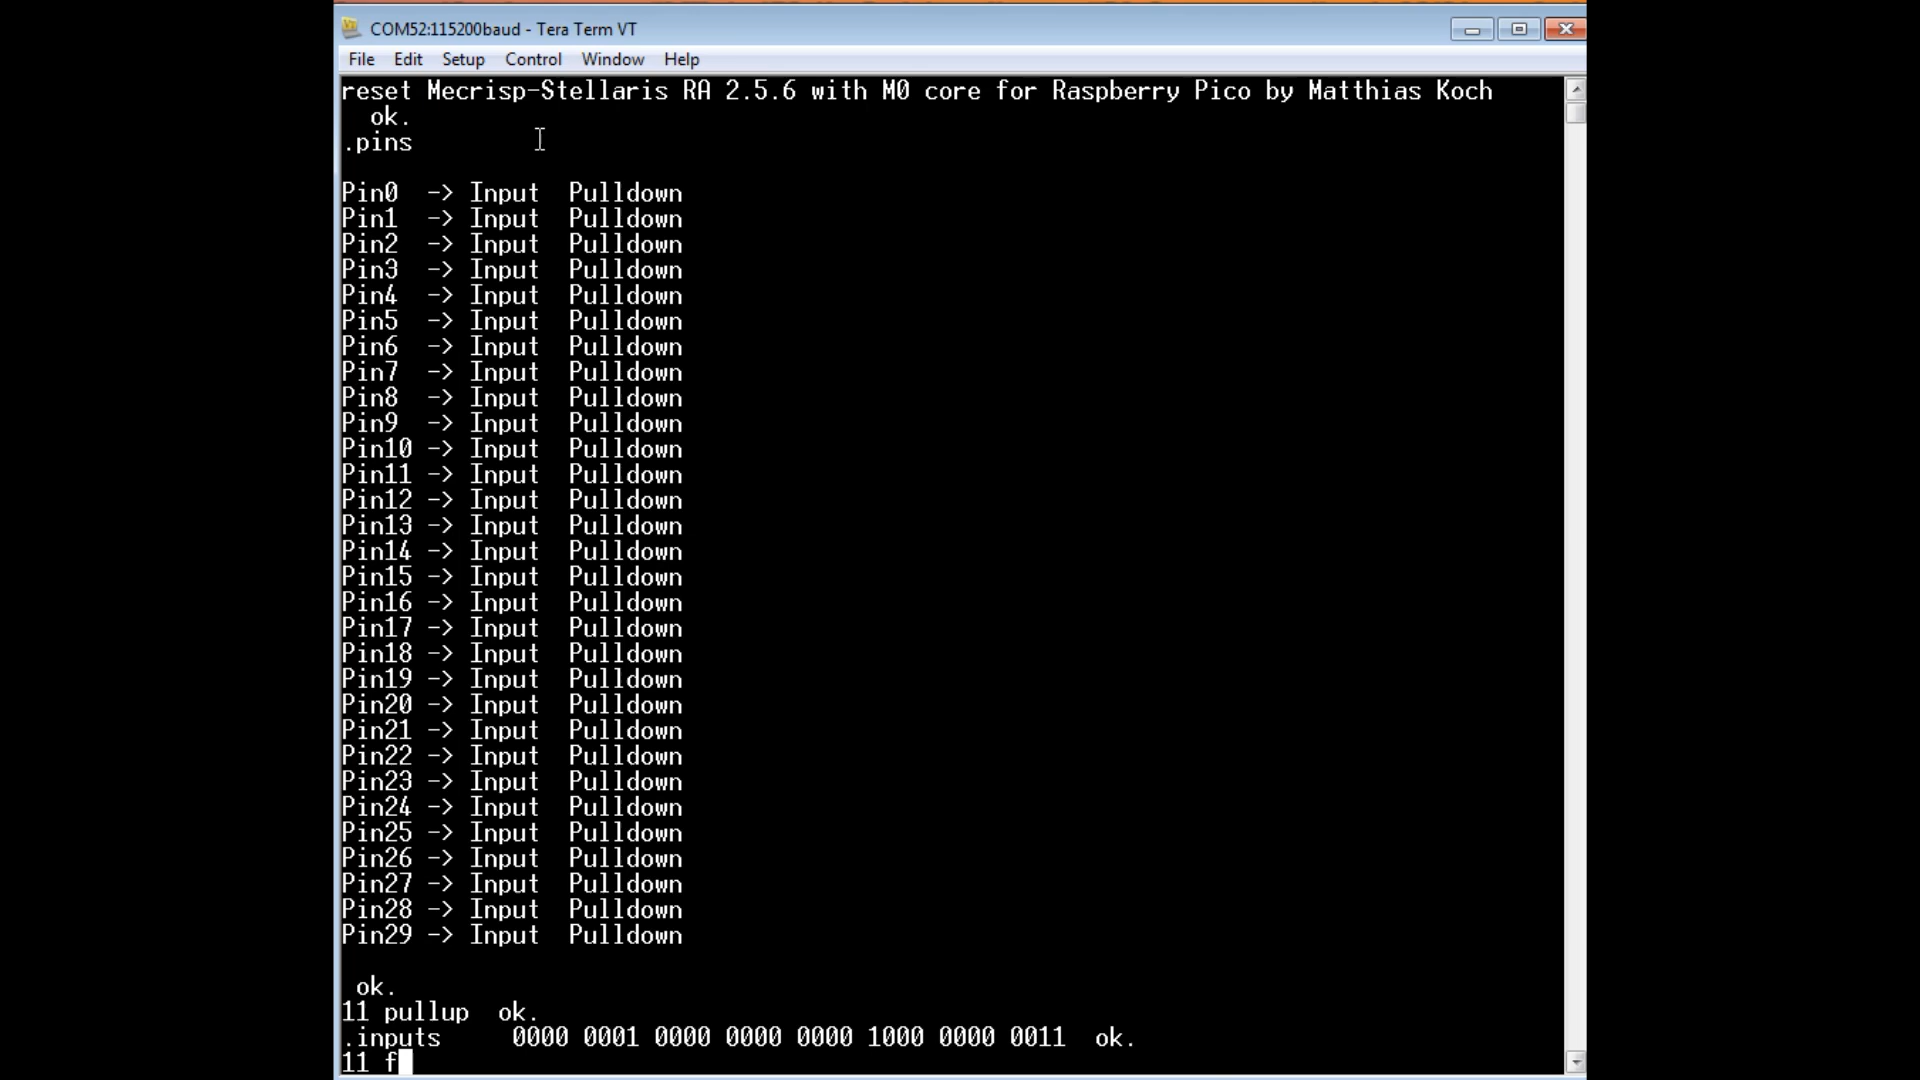 COM52:115200baud - Tera Term VT
File Edit Setup Control Window Help
reset Mecrisp-Stellaris RA 2.5.6 with M0 core for Raspberry Pico by Matthias Koch
ok.
.pins
Pin0 -> Input Pulldown
Pin1 -> Input Pulldown
Pin2 -> Input Pulldown
Pin3 -> Input Pulldown
Pin4 -> Input Pulldown
Pin5 -> Input Pulldown
Pin6 -> Input Pulldown
Pin7 -> Input Pulldown
Pin8 -> Input Pulldown
Pin9 -> Input Pulldown
Pin10 -> Input Pulldown
Pin11 -> Input Pulldown
Pin12 -> Input Pulldown
Pin13 -> Input Pulldown
Pin14 -> Input Pulldown
Pin15 -> Input Pulldown
Pin16 -> Input Pulldown
Pin17 -> Input Pulldown
Pin18 -> Input Pulldown
Pin19 -> Input Pulldown
Pin20 -> Input Pulldown
Pin21 -> Input Pulldown
Pin22 -> Input Pulldown
Pin23 -> Input Pulldown
Pin24 -> Input Pulldown
Pin25 -> Input Pulldown
Pin26 -> Input Pulldown
Pin27 -> Input Pulldown
Pin28 -> Input Pulldown
Pin29 -> Input Pulldown
ok.
11 pullup ok.
.inputs 0000 0001 0000 0000 0000 1000 0000 0011 ok.
11 f